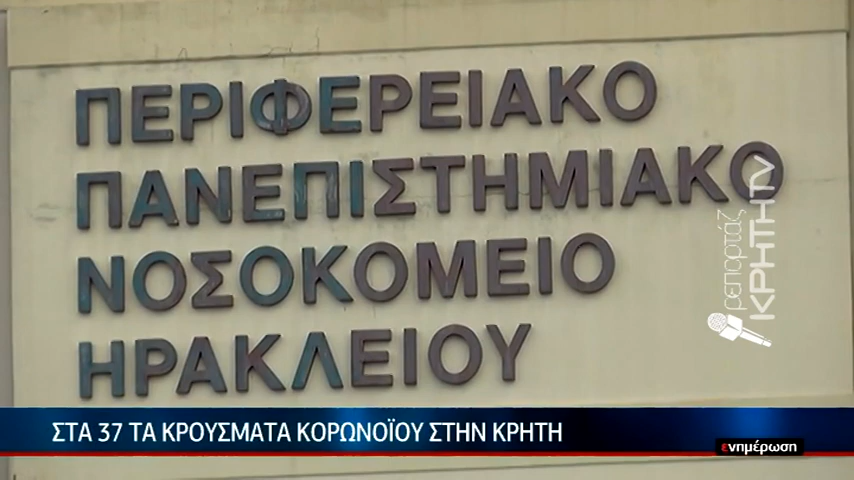 ΠΕΡΙΦΕΡΕΙΑΚΟ
ΠΑΝΕΠΙΣΤΗΜΙΑΚΟ
ΝΟΣΟΚΟΜΕΙΟ
ΗΡΑΚΛΕΙΟΥ
ρεπορτάζ
ΚΡΗΤΗTV
ΣΤΑ 37 ΤΑ ΚΡΟΥΣΜΑΤΑ ΚΟΡΩΝΟΪΟΥ ΣΤΗΝ ΚΡΗΤΗ
ενημέρωση